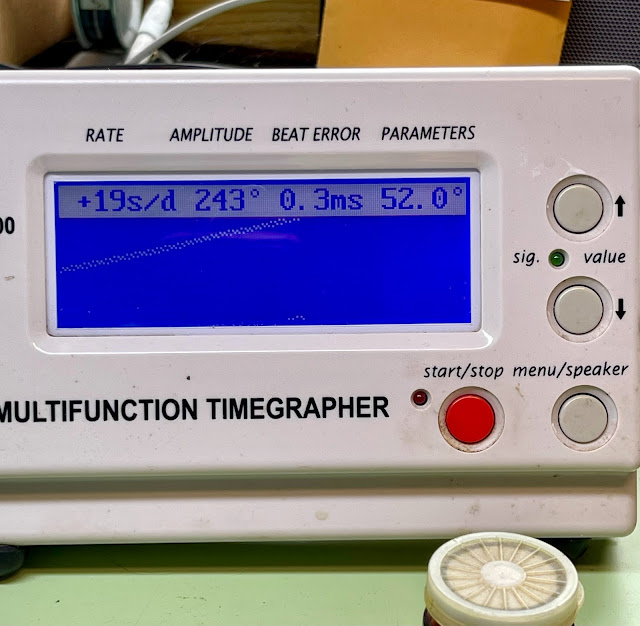 RATE AMPLITUDE BEAT ERROR PARAMETERS
+19s/d 243° 0.3ms 52.0°
00
sig. value
start/stop menu/speaker
MULTIFUNCTION TIMEGRAPHER